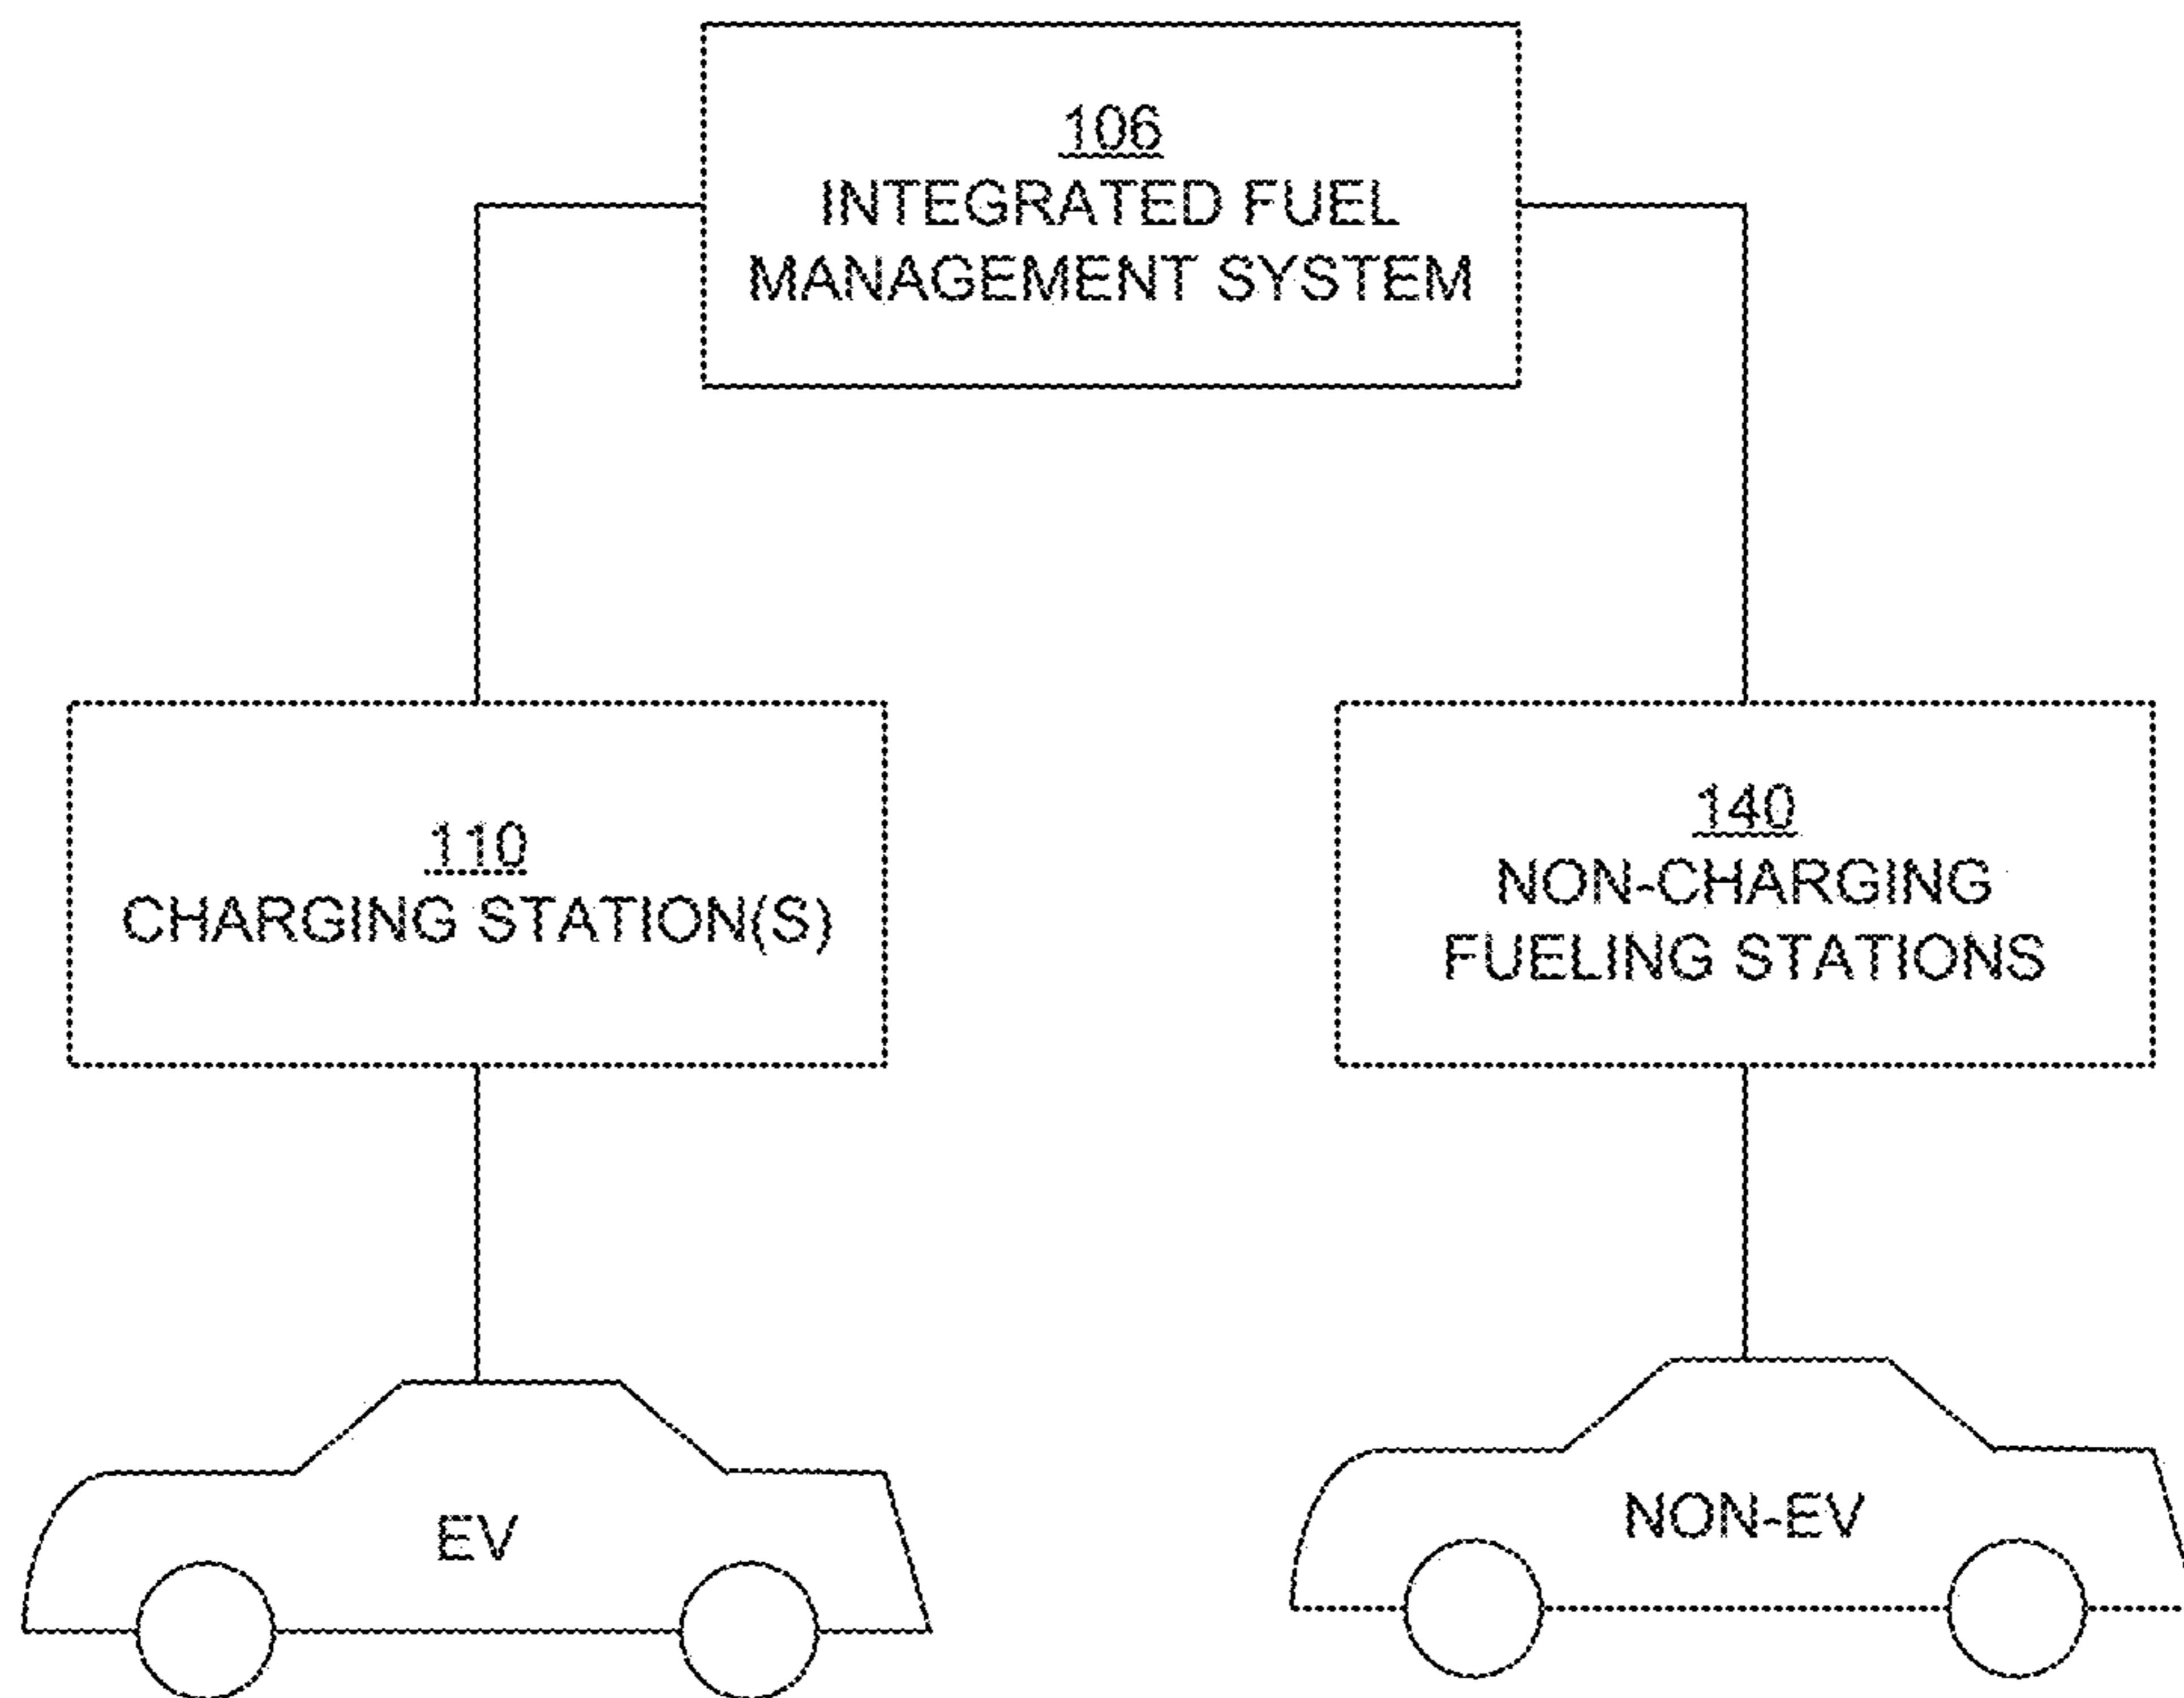 106
INTEGRATED FUEL
MANAGEMENT SYSTEM
110
CHARGING STATION(S)
140
NON-CHARGING
FUELING STATIONS
EV
NON-EV